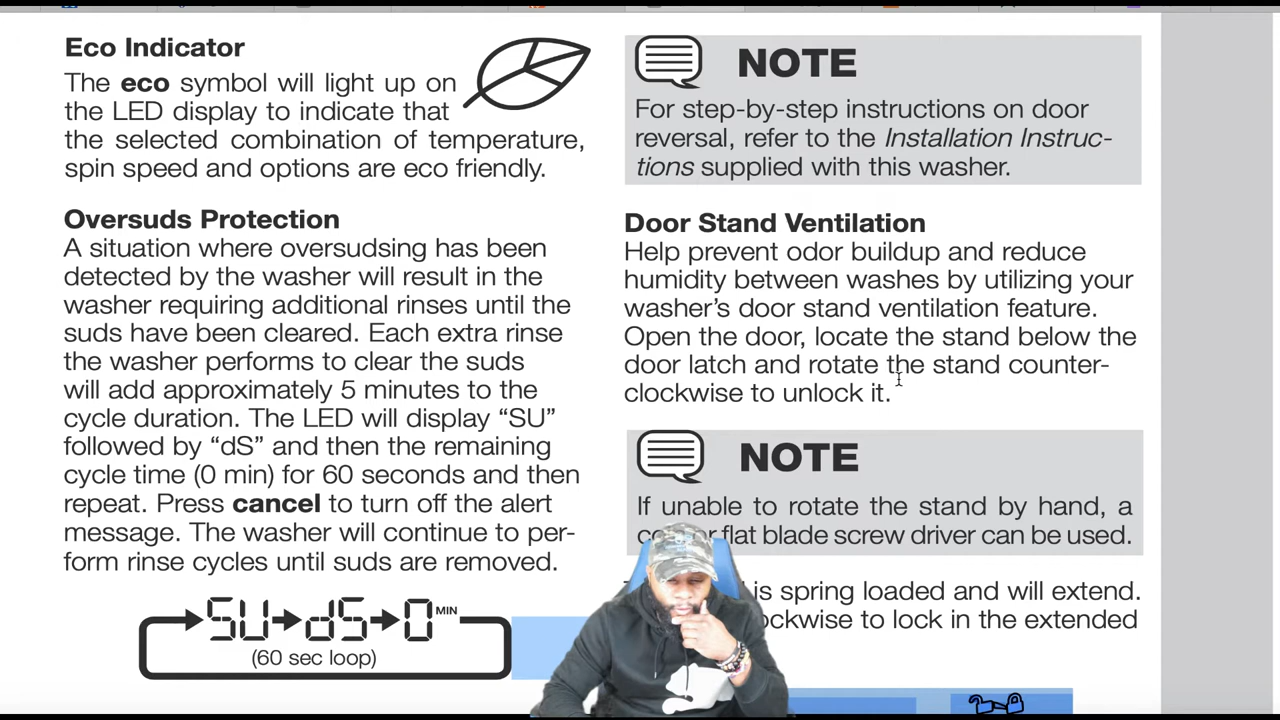 Eco Indicator
The eco symbol will light up on
the LED display to indicate that
the selected combination of temperature,
spin speed and options are eco friendly.
Oversuds Protection
A situation where oversudsing has been
detected by the washer will result in the
washer requiring additional rinses until the
suds have been cleared. Each extra rinse
the washer performs to clear the suds
will add approximately 5 minutes to the
cycle duration. The LED will display “SU”
followed by “dS” and then the remaining
cycle time (0 min) for 60 seconds and then
repeat. Press cancel to turn off the alert
message. The washer will continue to per-
form rinse cycles until suds are removed.
SU dS 0 MIN
(60 sec loop)
NOTE
For step-by-step instructions on door
reversal, refer to the Installation Instruc-
tions supplied with this washer.
Door Stand Ventilation
Help prevent odor buildup and reduce
humidity between washes by utilizing your
washer’s door stand ventilation feature.
Open the door, locate the stand below the
door latch and rotate the stand counter-
clockwise to unlock it.
NOTE
If unable to rotate the stand by hand, a
flat blade screw driver can be used.
is spring loaded and will extend.
to lock in the extended